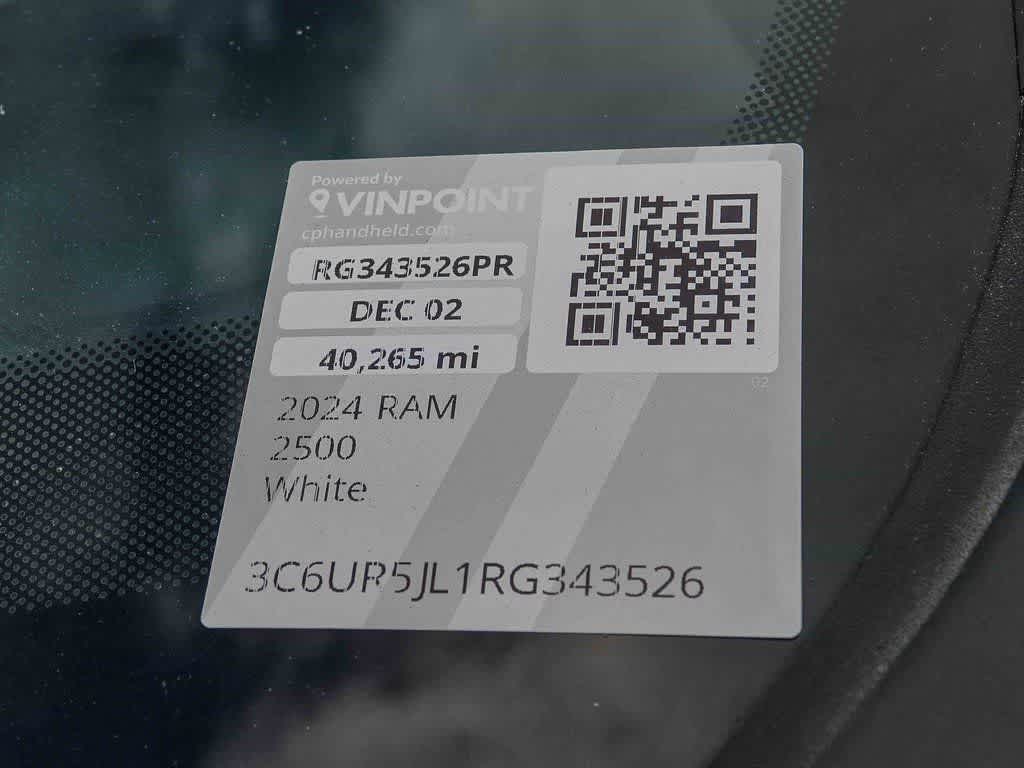 Powered by
VINPOINT
cphandheld.com
RG343526PR
DEC 02
40,265 mi
02
2024 RAM
2500
White
3C6UR5JL1RG343526